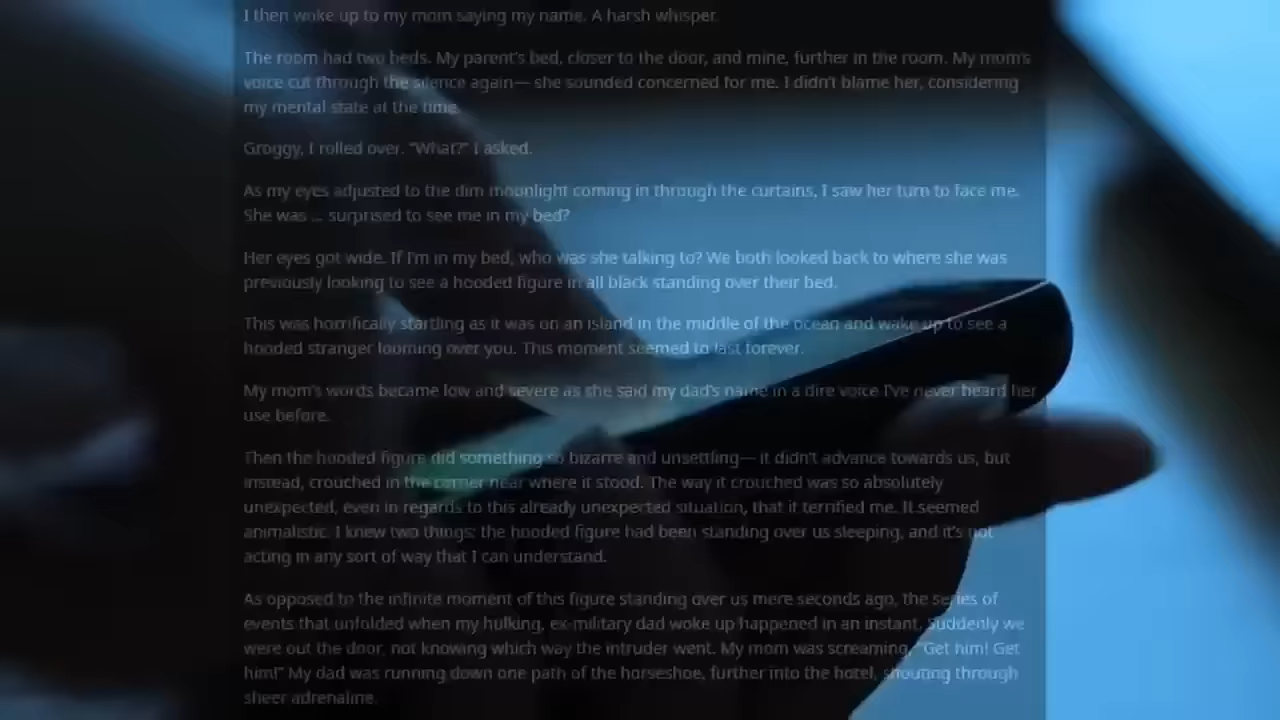 I then woke up to my mom saying my name. A harsh whisper.
The room had two beds. My parent's bed, closer to the door, and mine, further in the room. My mom's
voice cut through the silence again— she sounded concerned for me. I didn't blame her, considering
my mental state at the time.
Groggy, I rolled over. "What?" I asked.
As my eyes adjusted to the dim moonlight coming in through the curtains, I saw her turn to face me.
She was ... surprised to see me in my bed?
Her eyes got wide. If I'm in my bed, who was she talking to? We both looked back to where she was
previously looking to see a hooded figure in all black standing over their bed.
This was horrifically startling as it was on an island in the middle of the ocean and wake up to see a
hooded stranger looming over you. This moment seemed to last forever.
My mom's words became low and severe as she said my dad's name in a dire voice I've never heard her
use before.
Then the hooded figure did something so bizarre and unsettling— it didn't advance towards us, but
instead, crouched in the corner near where it stood. The way it crouched was so absolutely
unexpected, even in regards to this already unexpected situation, that it terrified me. It seemed
animalistic. I knew two things: the hooded figure had been standing over us sleeping, and it's not
acting in any sort of way that I can understand.
As opposed to the infinite moment of this figure standing over us mere seconds ago, the series of
events that unfolded when my hulking, ex-military dad woke up happened in an instant. Suddenly we
were out the door, not knowing which way the intruder went. My mom was screaming, "Get him! Get
him!" My dad was running down one path of the horseshoe, further into the hotel, shouting through
sheer adrenaline.